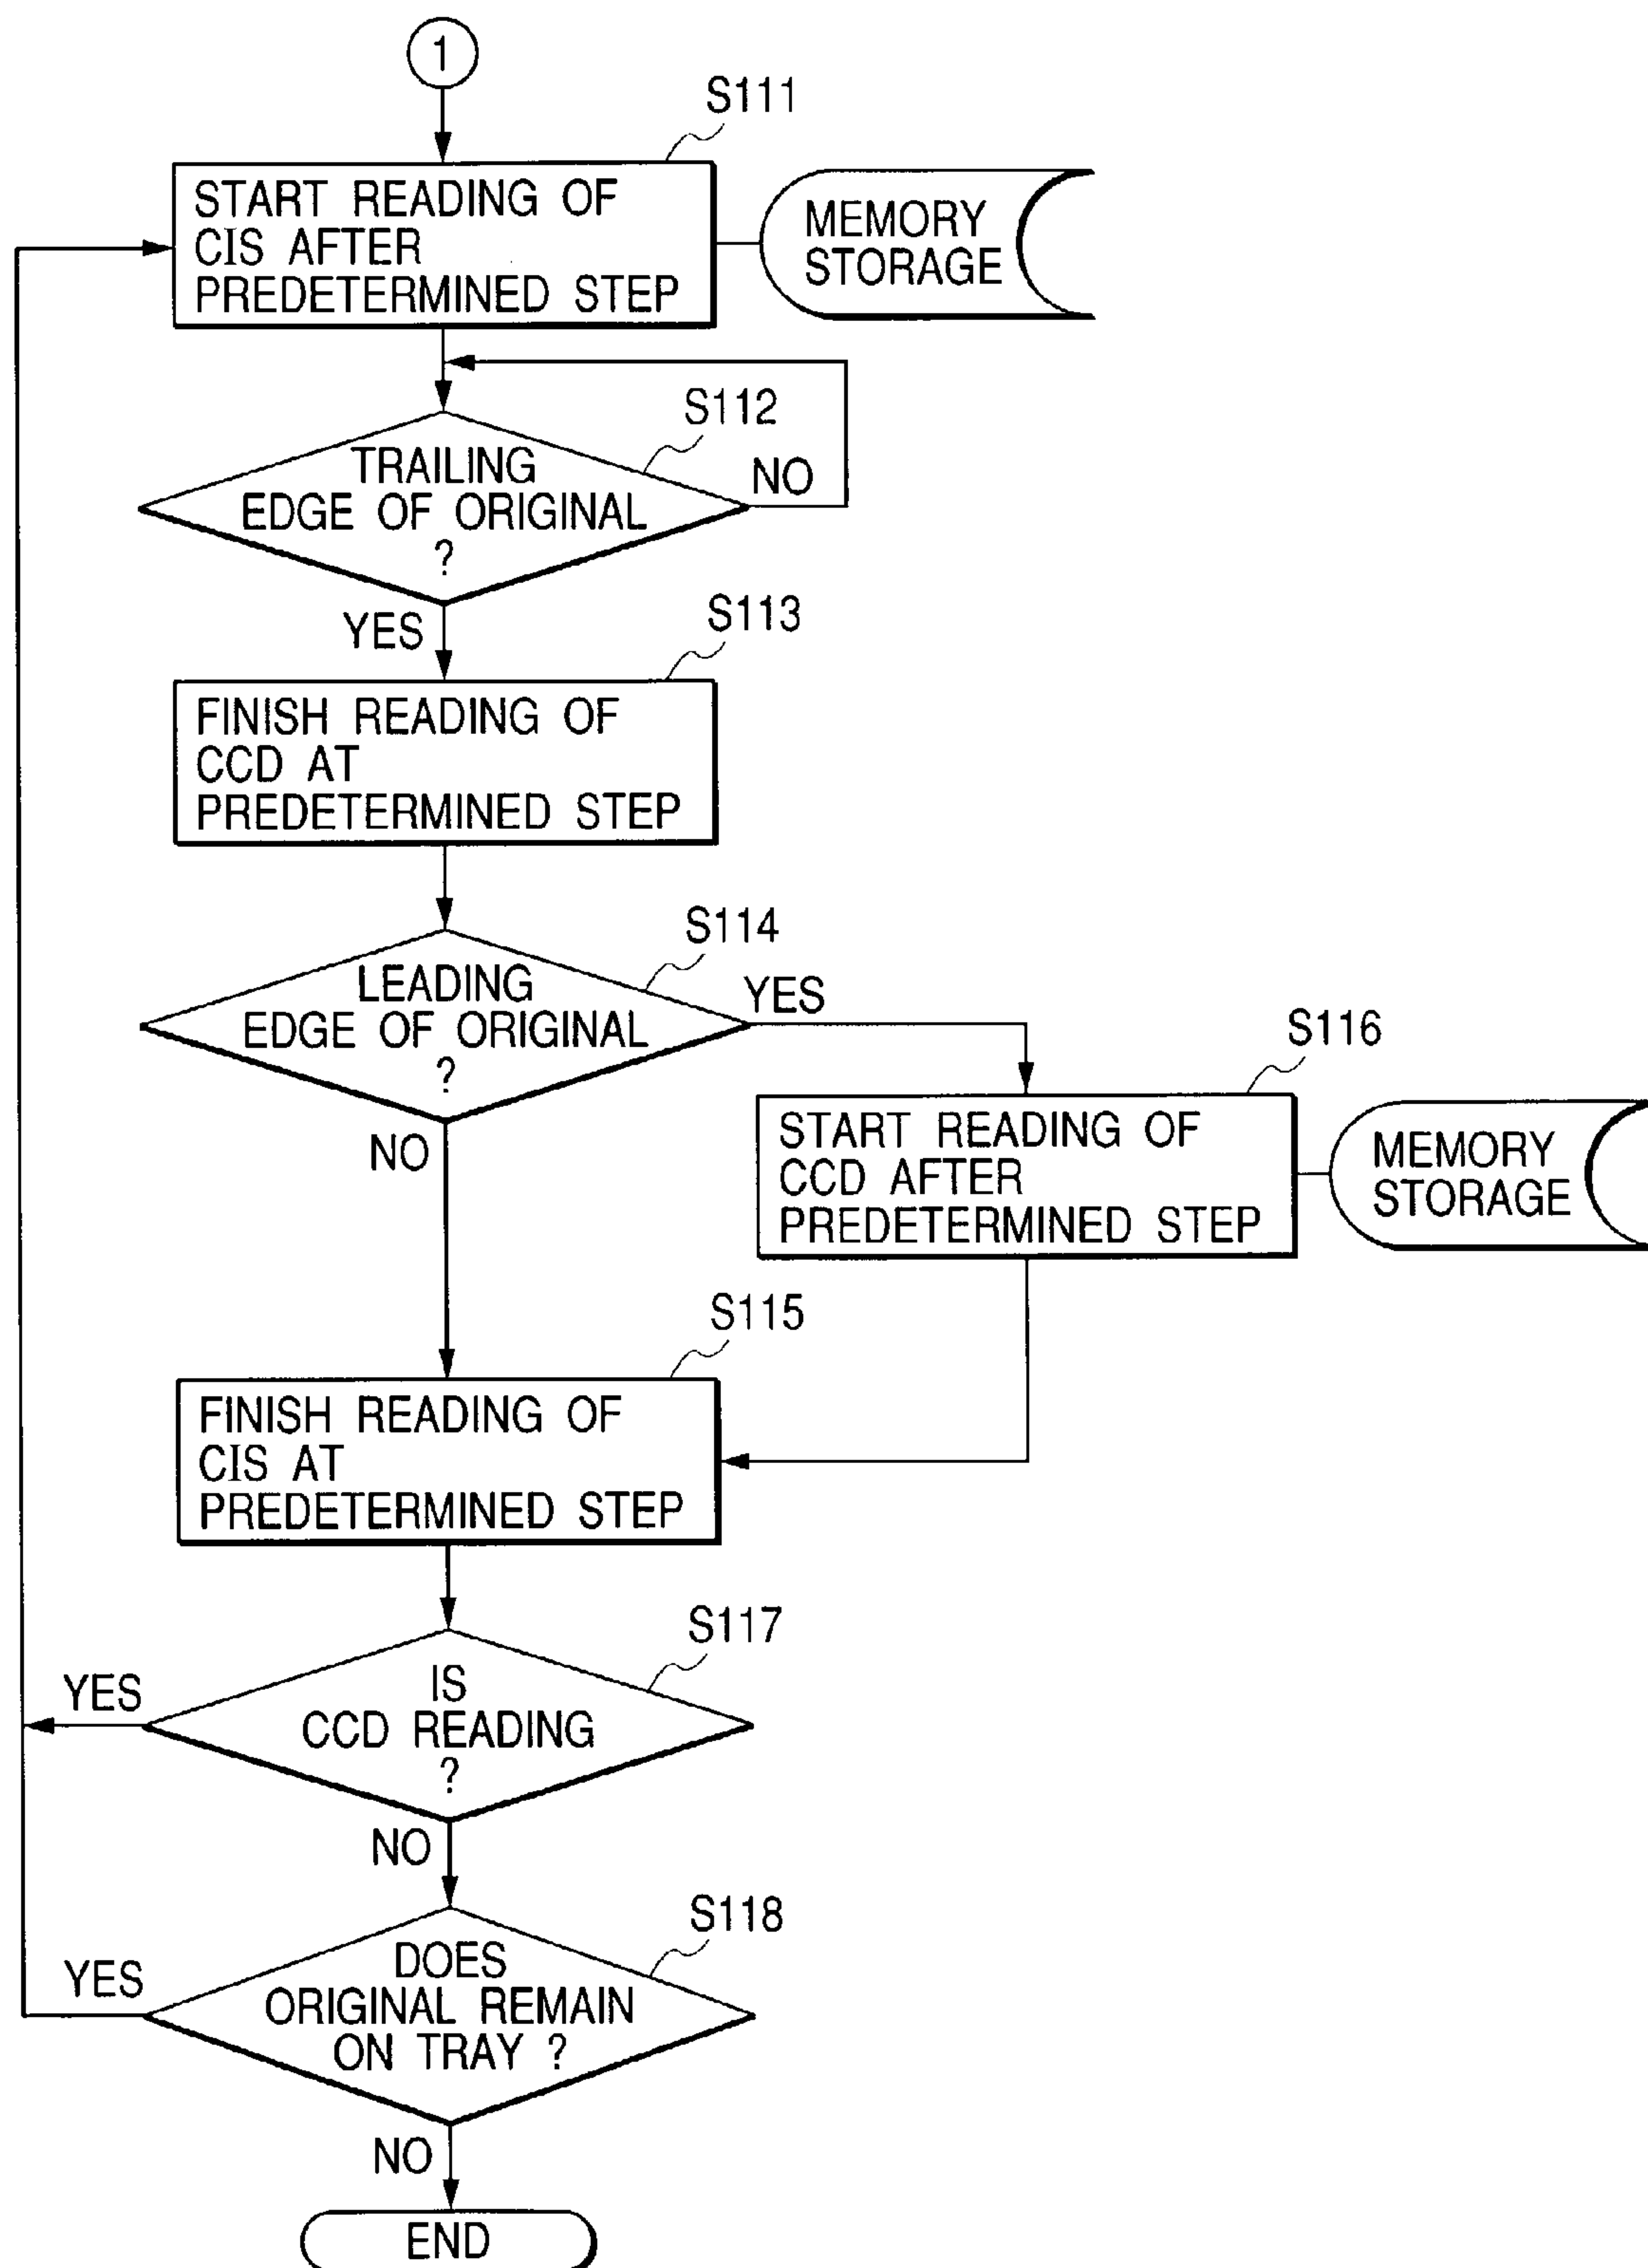 1
S111
START READING OF
CIS AFTER
PREDETERMINED STEP
MEMORY
STORAGE
S112
TRAILING
EDGE OF ORIGINAL
?
NO
YES
S113
FINISH READING OF
CCD AT
PREDETERMINED STEP
S114
LEADING
EDGE OF ORIGINAL
?
YES
NO
S116
START READING OF
CCD AFTER
PREDETERMINED STEP
MEMORY
STORAGE
S115
FINISH READING OF
CIS AT
PREDETERMINED STEP
S117
IS
CCD READING
?
YES
NO
S118
DOES
ORIGINAL REMAIN
ON TRAY ?
YES
NO
END